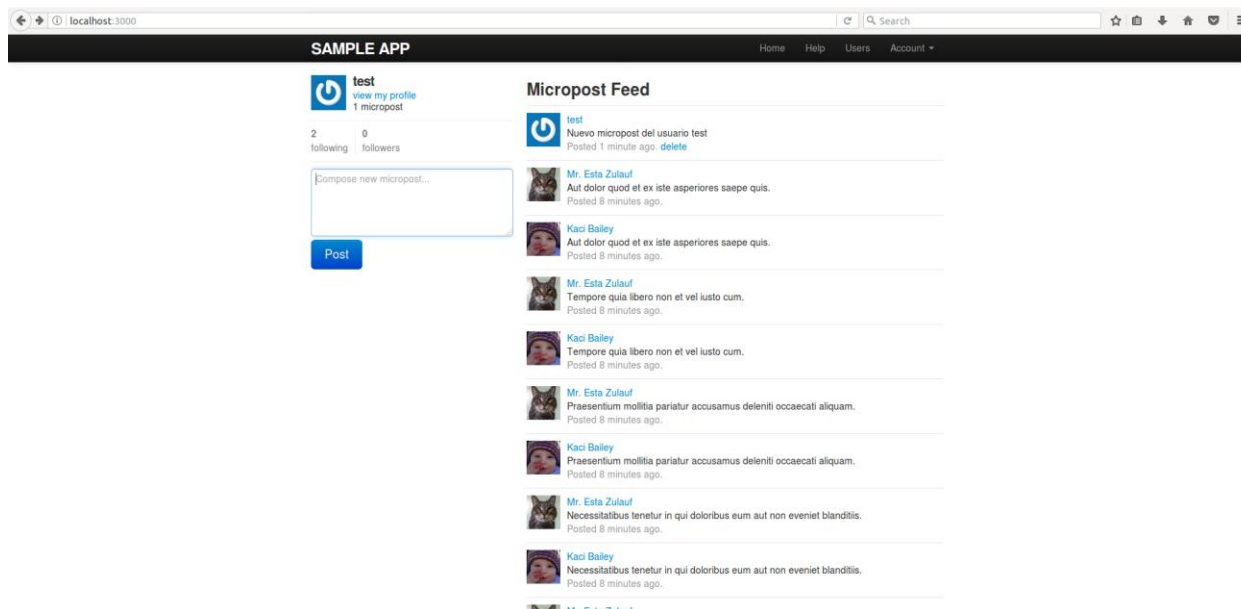 localhost:3000
Search
SAMPLE APP
Home Help Users Account
test
view my profile
1 micropost
2 following
0 followers
Compose new micropost...
Post
Micropost Feed
test
Nuevo micropost del usuario test
Posted 1 minute ago. delete
Mr. Esta Zulauf
Aut dolor quod et ex iste asperiores saepe quis.
Posted 8 minutes ago.
Kaci Bailey
Aut dolor quod et ex iste asperiores saepe quis.
Posted 8 minutes ago.
Mr. Esta Zulauf
Tempore quia libero non et vel iusto cum.
Posted 8 minutes ago.
Kaci Bailey
Tempore quia libero non et vel iusto cum.
Posted 8 minutes ago.
Mr. Esta Zulauf
Praesentium mollitia pariatur accusamus deleniti occaecati aliquam.
Posted 8 minutes ago.
Kaci Bailey
Praesentium mollitia pariatur accusamus deleniti occaecati aliquam.
Posted 8 minutes ago.
Mr. Esta Zulauf
Necessitatibus tenetur in qui doloribus eum aut non eveniet blanditiis.
Posted 8 minutes ago.
Kaci Bailey
Necessitatibus tenetur in qui doloribus eum aut non eveniet blanditiis.
Posted 8 minutes ago.